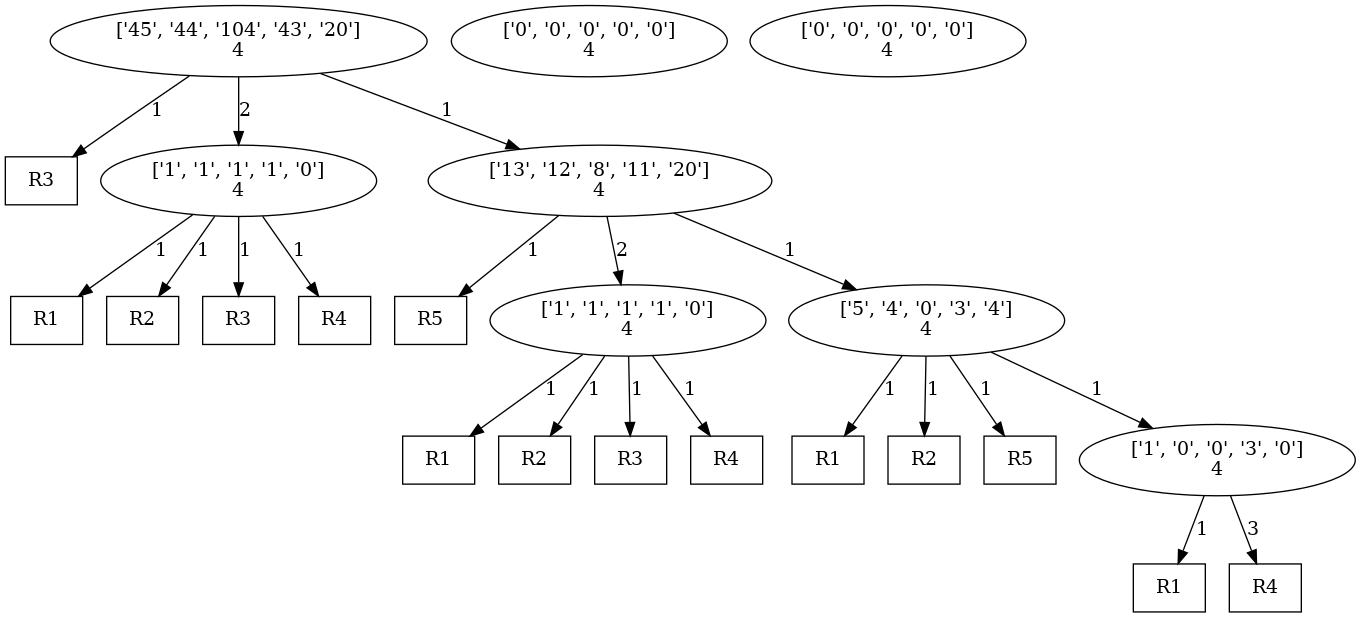 ['45', '44', '104', '43', '20']
4
['0', '0', '0', '0', '0']
4
['0', '0', '0', '0', '0']
4
1
2
1
R3
['1', '1', '1', '1', '0']
4
['13', '12', '8', '11', '20']
4
1
1
1
1
1
2
1
R1
R2
R3
R4
R5
['1', '1', '1', '1', '0']
4
['5', '4', '0', '3', '4']
4
1
1
1
1
1
1
1
1
R1
R2
R3
R4
R1
R2
R5
['1', '0', '0', '3', '0']
4
1
3
R1
R4